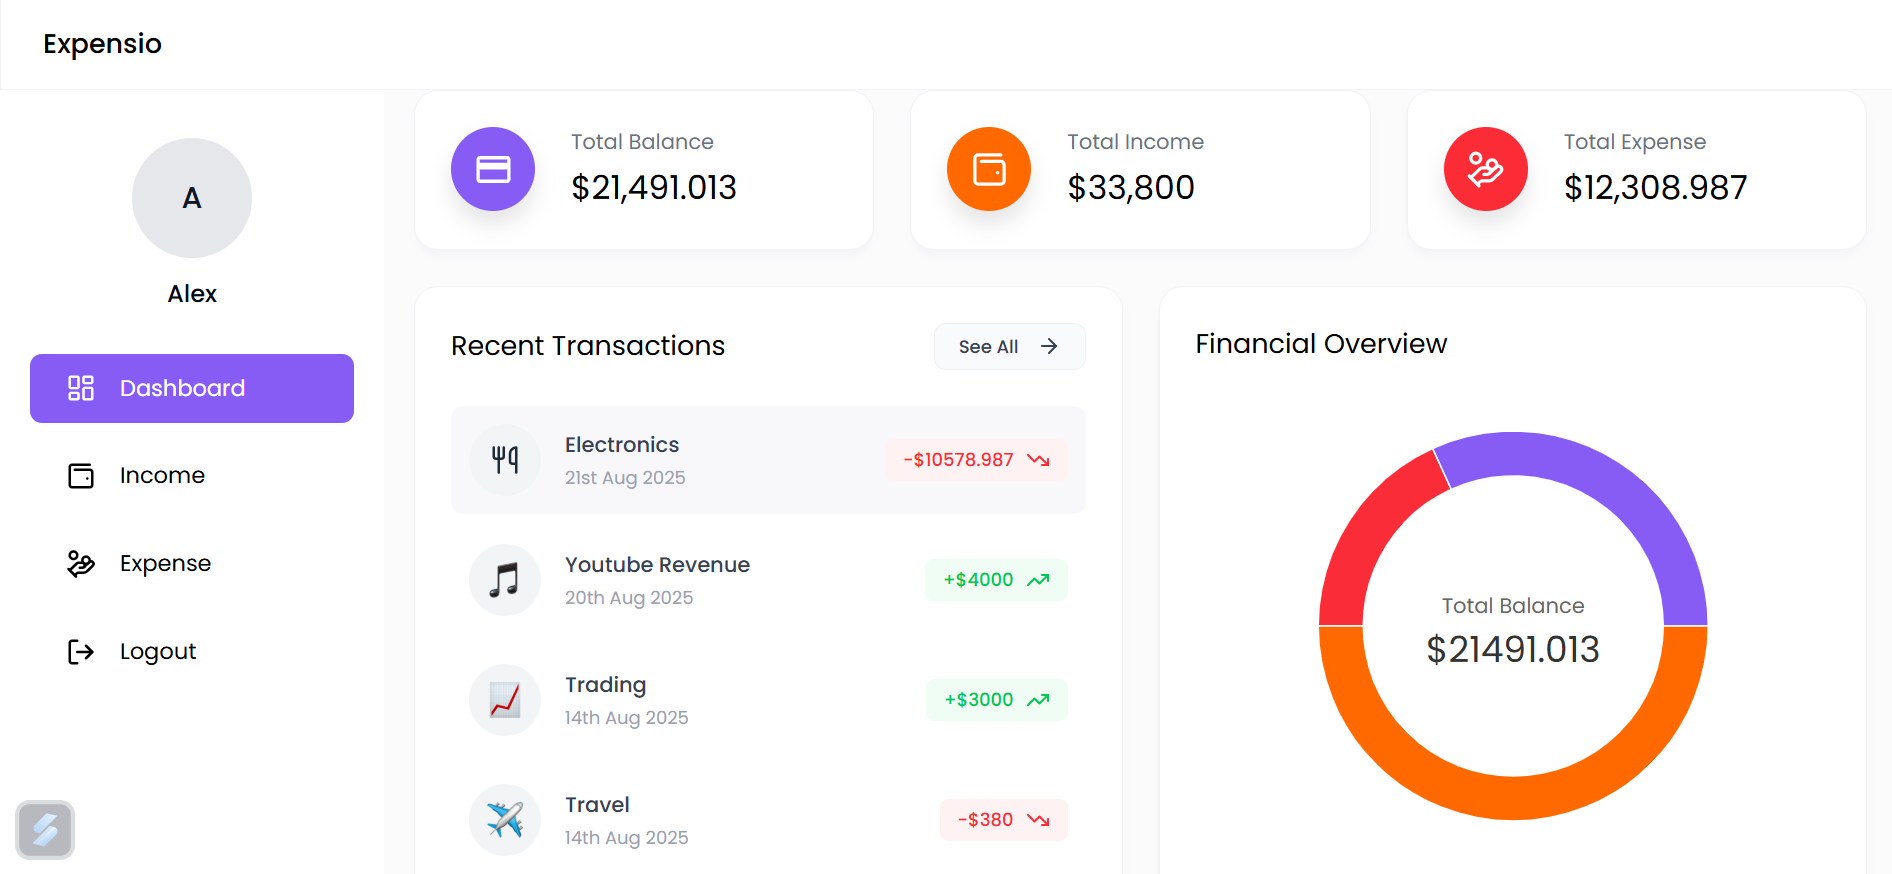 Expensio
A
Alex
Dashboard
Income
Expense
Logout
Total Balance
$21,491.013
Total Income
$33,800
Total Expense
$12,308.987
Recent Transactions
See All
Electronics
21st Aug 2025
-$10578.987
Youtube Revenue
20th Aug 2025
+$4000
Trading
14th Aug 2025
+$3000
Travel
14th Aug 2025
-$380
Financial Overview
Total Balance
$21491.013